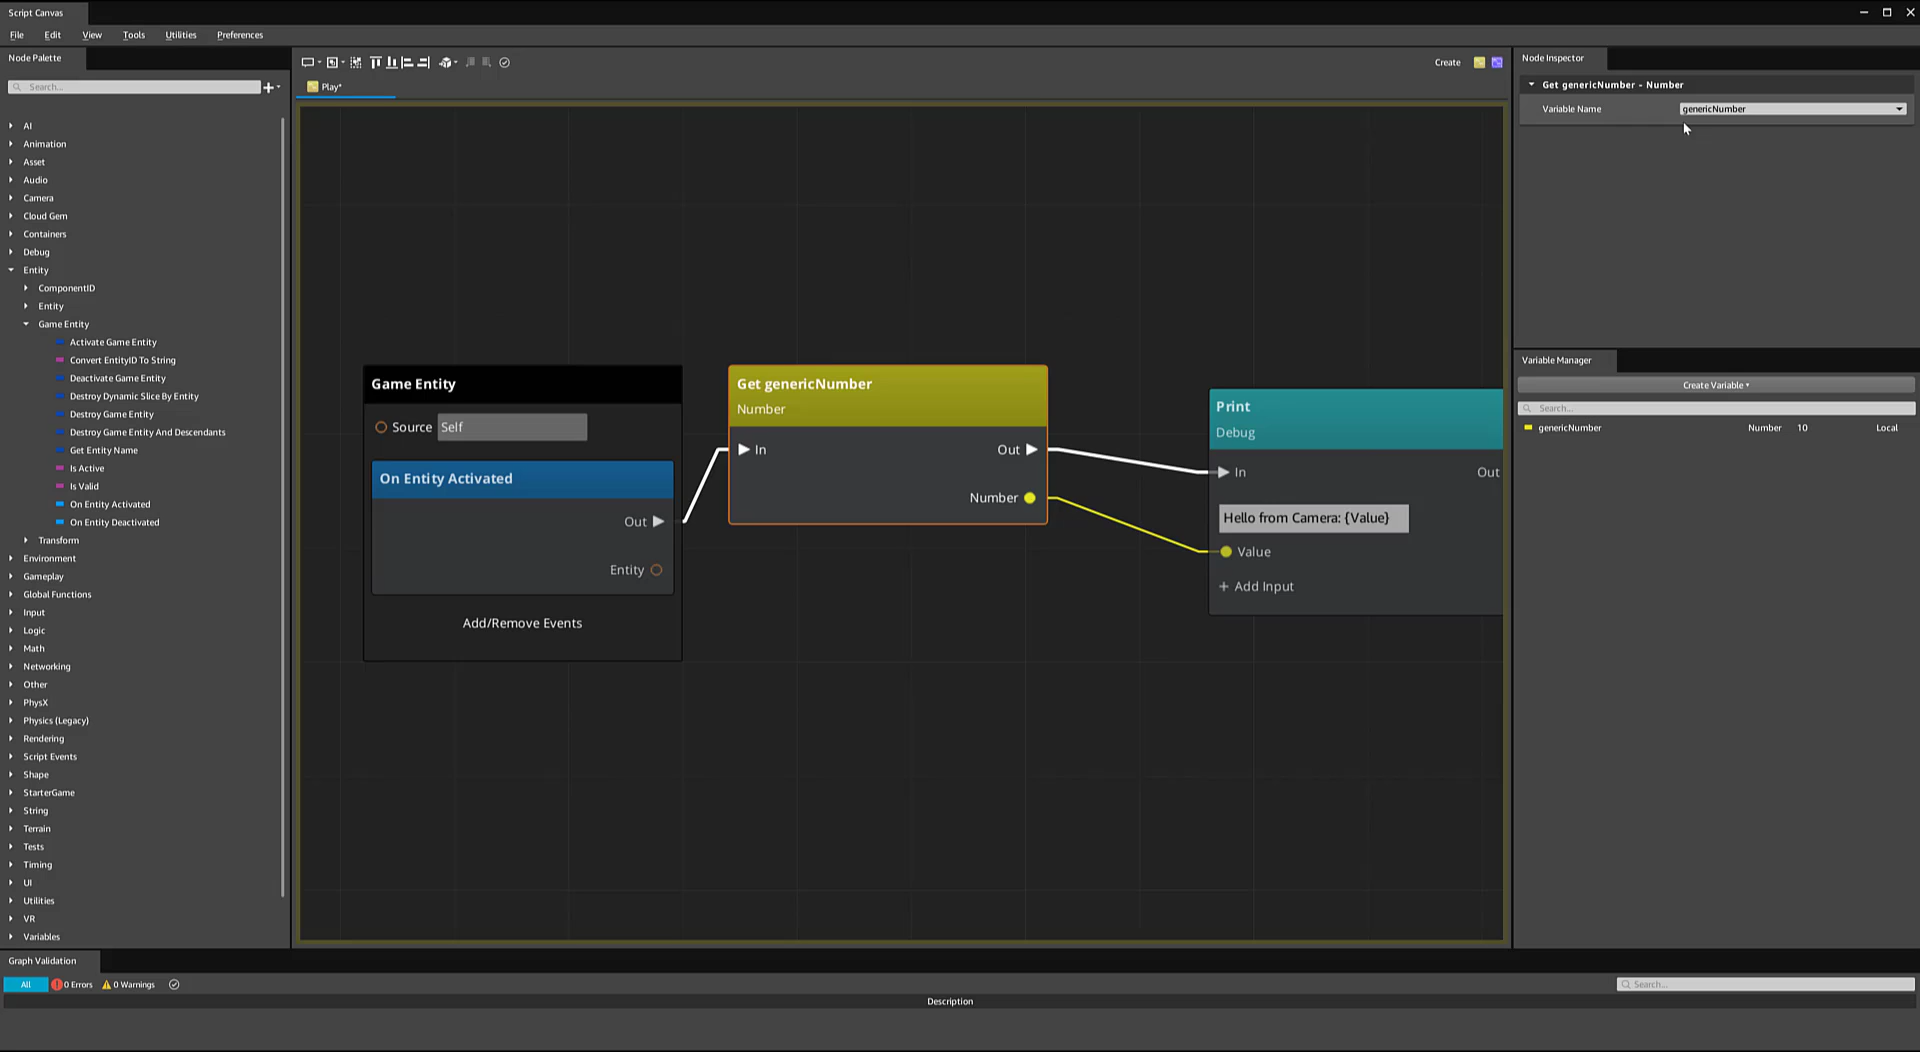 Script Canvas
File Edit View Tools Utilities Preferences
Node Palette
Search...
AI
Animation
Asset
Audio
Camera
Cloud Gem
Containers
Debug
Entity
ComponentID
Entity
Game Entity
Activate Game Entity
Convert EntityID To String
Deactivate Game Entity
Destroy Dynamic Slice By Entity
Destroy Game Entity
Destroy Game Entity And Descendants
Get Entity Name
Is Active
Is Valid
On Entity Activated
On Entity Deactivated
Transform
Environment
Gameplay
Global Functions
Input
Logic
Math
Networking
Other
PhysX
Physics (Legacy)
Rendering
Script Events
Shape
StarterGame
String
Terrain
Tests
Timing
UI
Utilities
VR
Variables
Create
Play*
Game Entity
Source Self
On Entity Activated
Out
Entity
Add/Remove Events
Get genericNumber
Number
In Out
Number
Print
Debug
In Out
Hello from Camera: {Value}
Value
+ Add Input
Node Inspector
Get genericNumber - Number
Variable Name genericNumber
Variable Manager
Create Variable
Search...
genericNumber Number 10 Local
Graph Validation
All 0 Errors 0 Warnings
Search...
Description